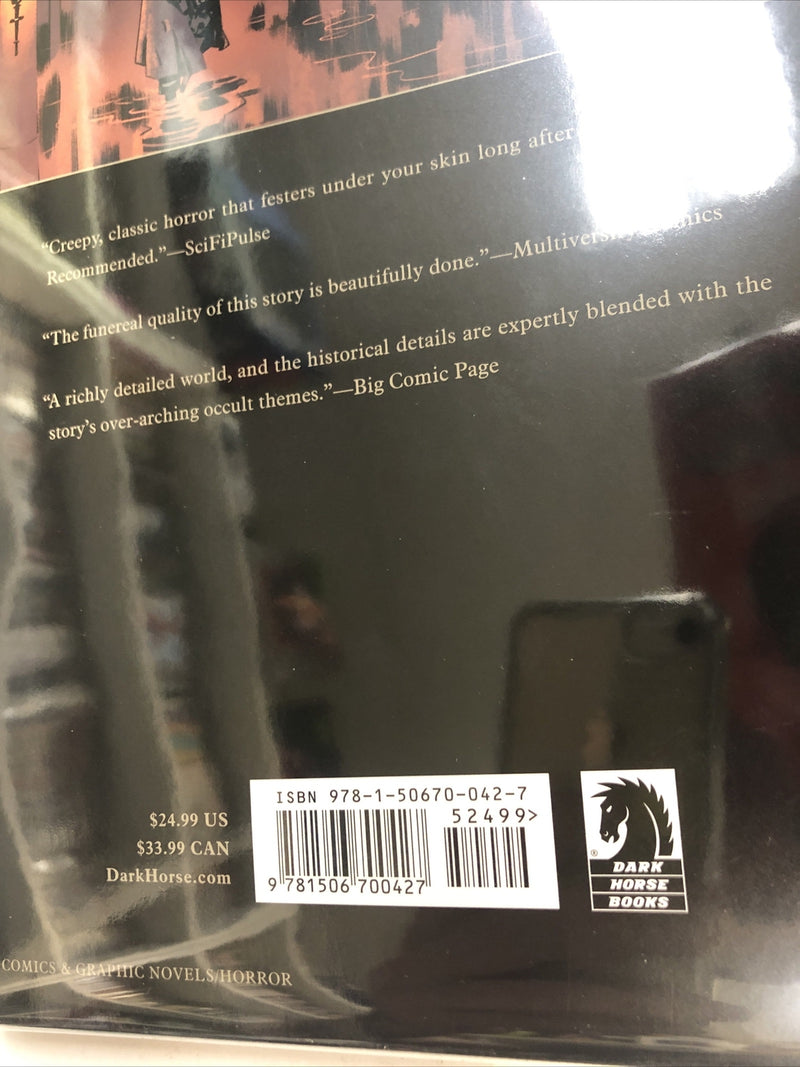 “Creepy, classic horror that festers under your skin long after
Recommended.”—SciFiPulse
“The funereal quality of this story is beautifully done.”—
“A richly detailed world, and the historical details are expertly blended with the
story’s over-arching occult themes.”—Big Comic Page
$24.99 US
$33.99 CAN
DarkHorse.com
ISBN 978-1-50670-042-7
52499>
9 781506 700427
®
DARK
HORSE
BOOKS
COMICS & GRAPHIC NOVELS/HORROR